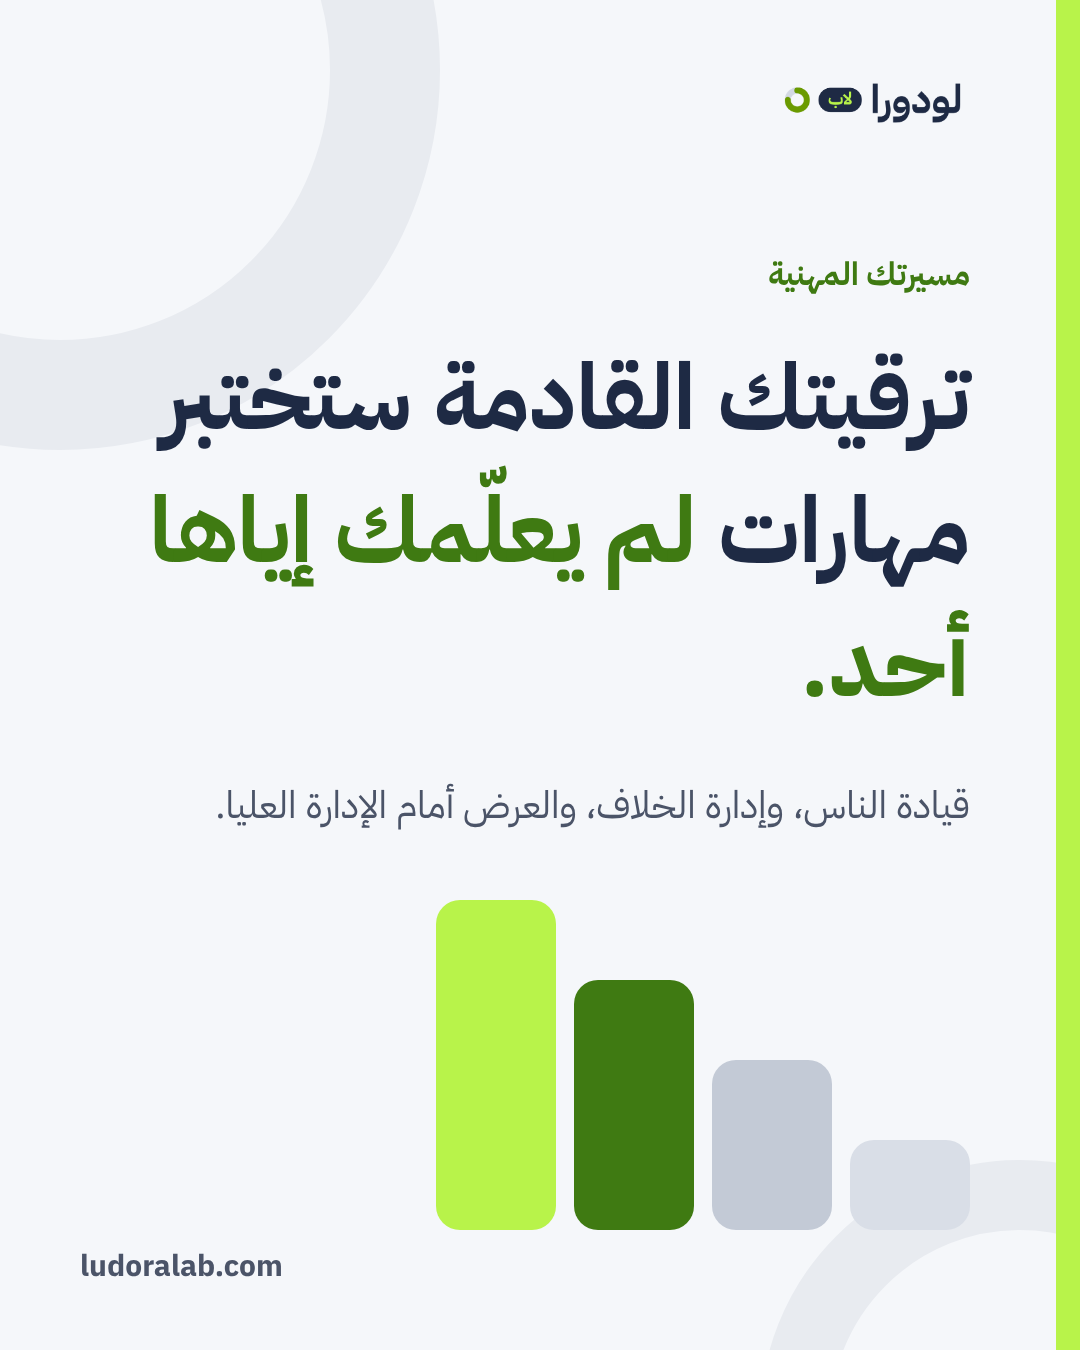 لودورا لاب
مسيرتك المهنية
ترقيتك القادمة ستختبر
مهارات لم يعلّمك إياها
أحد.
قيادة الناس، وإدارة الخلاف، والعرض أمام الإدارة العليا.
ludoralab.com